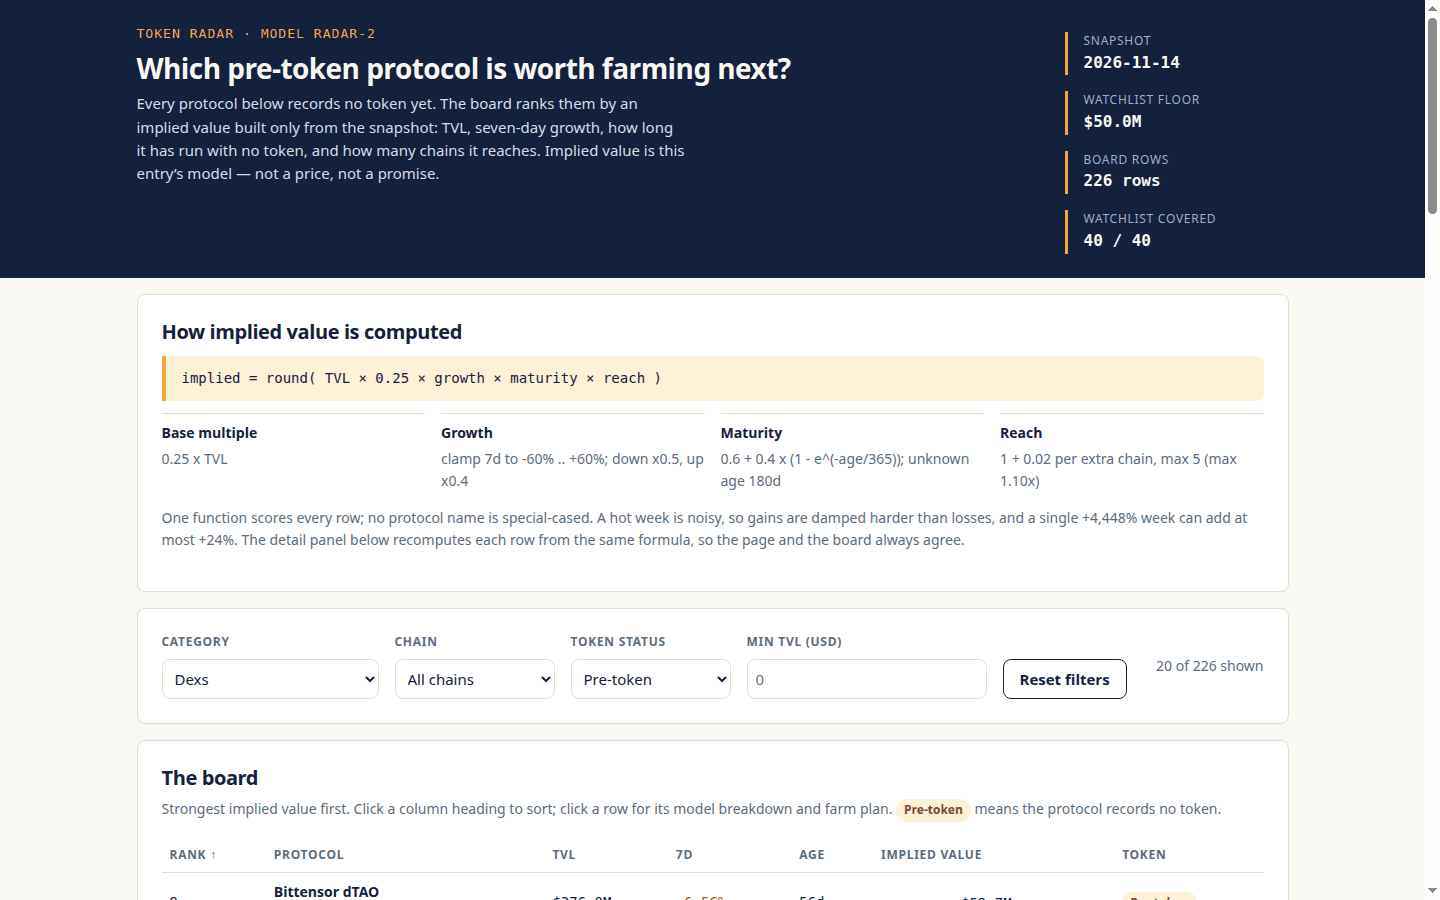 TOKEN RADAR · MODEL RADAR-2
Which pre-token protocol is worth farming next?
Every protocol below records no token yet. The board ranks them by an
implied value built only from the snapshot: TVL, seven-day growth, how long
it has run with no token, and how many chains it reaches. Implied value is this
entry's model — not a price, not a promise.
SNAPSHOT
2026-11-14
WATCHLIST FLOOR
$50.0M
BOARD ROWS
226 rows
WATCHLIST COVERED
40 / 40
How implied value is computed
implied = round( TVL × 0.25 × growth × maturity × reach )
Base multiple
0.25 x TVL
Growth
clamp 7d to -60% .. +60%; down x0.5, up
x0.4
Maturity
0.6 + 0.4 x (1 - e^(-age/365)); unknown
age 180d
Reach
1 + 0.02 per extra chain, max 5 (max
1.10x)
One function scores every row; no protocol name is special-cased. A hot week is noisy, so gains are damped harder than losses, and a single +4,448% week can add at
most +24%. The detail panel below recomputes each row from the same formula, so the page and the board always agree.
CATEGORY
Dexs
CHAIN
All chains
TOKEN STATUS
Pre-token
MIN TVL (USD)
0
Reset filters
20 of 226 shown
The board
Strongest implied value first. Click a column heading to sort; click a row for its model breakdown and farm plan. Pre-token means the protocol records no token.
RANK ↑ PROTOCOL TVL 7D AGE IMPLIED VALUE TOKEN
Bittensor dTAO